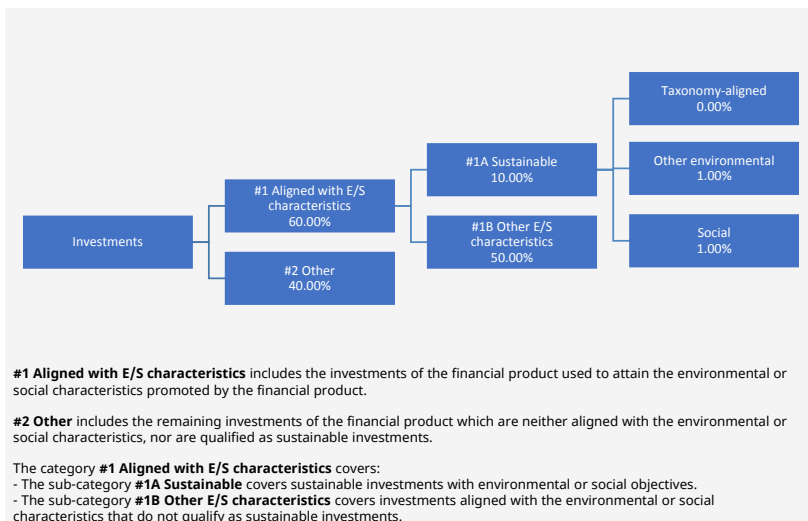 Investments
#1 Aligned with E/S
characteristics
60.00%
#2 Other
40.00%
#1A Sustainable
10.00%
#1B Other E/S
characteristics
50.00%
Taxonomy-aligned
0.00%
Other environmental
1.00%
Social
1.00%
#1 Aligned with E/S characteristics includes the investments of the financial product used to attain the environmental or
social characteristics promoted by the financial product.
#2 Other includes the remaining investments of the financial product which are neither aligned with the environmental or
social characteristics, nor are qualified as sustainable investments.
The category #1 Aligned with E/S characteristics covers:
- The sub-category #1A Sustainable covers sustainable investments with environmental or social objectives.
- The sub-category #1B Other E/S characteristics covers investments aligned with the environmental or social
characteristics that do not qualify as sustainable investments.